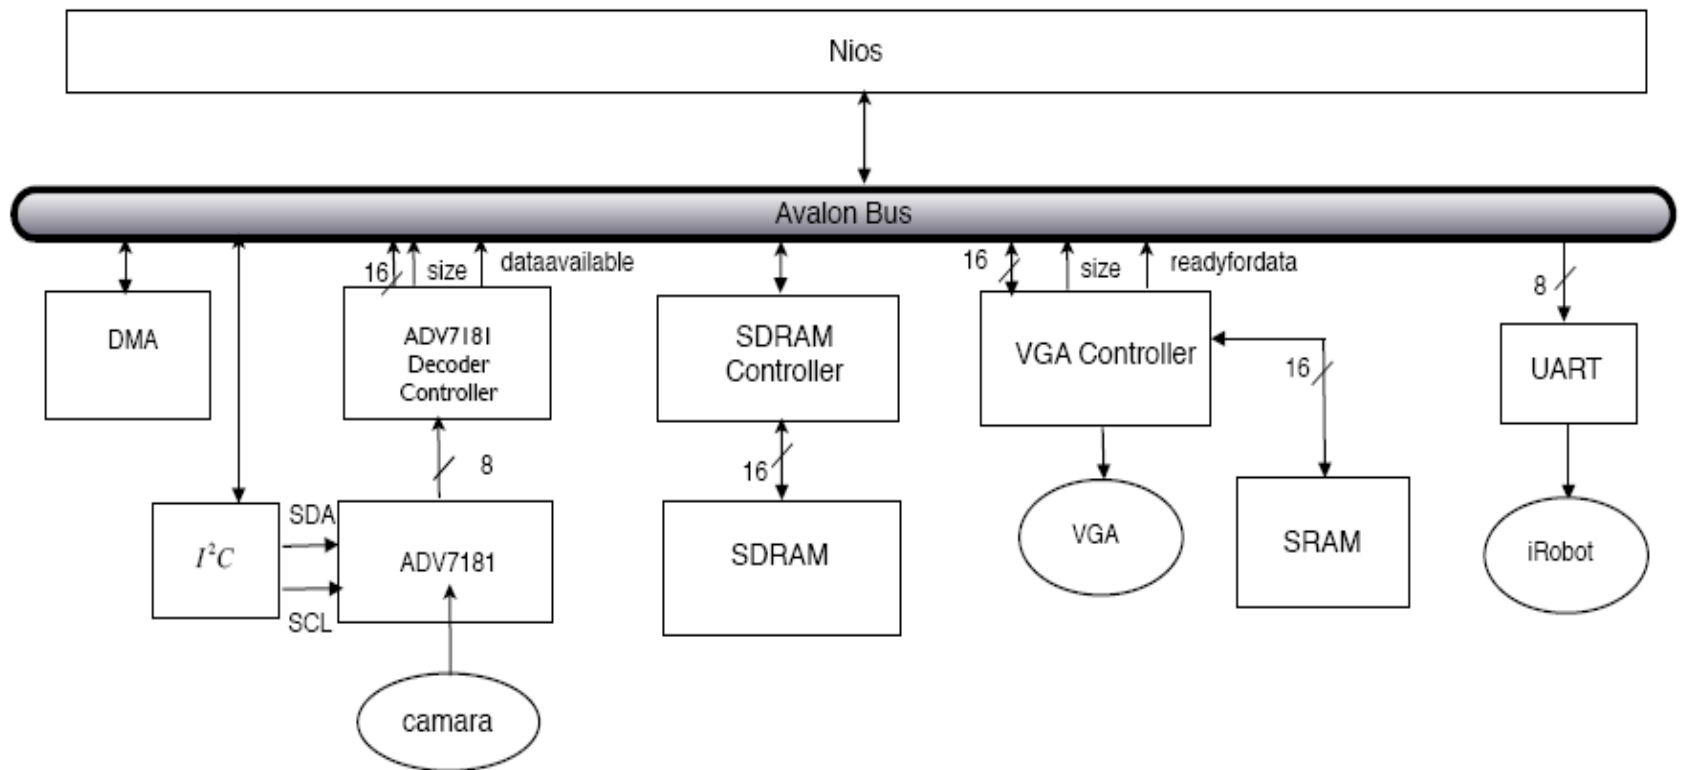 Nios
Avalon Bus
16
size
dataavailable
16
size
readyfordata
8
DMA
ADV7181
Decoder
Controller
SDRAM
Controller
VGA Controller
16
UART
8
16
SDA
I²C
SCL
ADV7181
SDRAM
VGA
SRAM
iRobot
camara